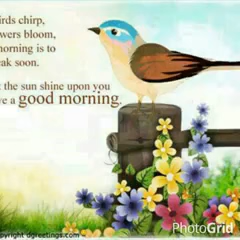 irds chirp,
wers bloom,
morning is to
eak soon.
t the sun shine upon you
e a good morning.
pyright dgreetings.com
PhotoGrid